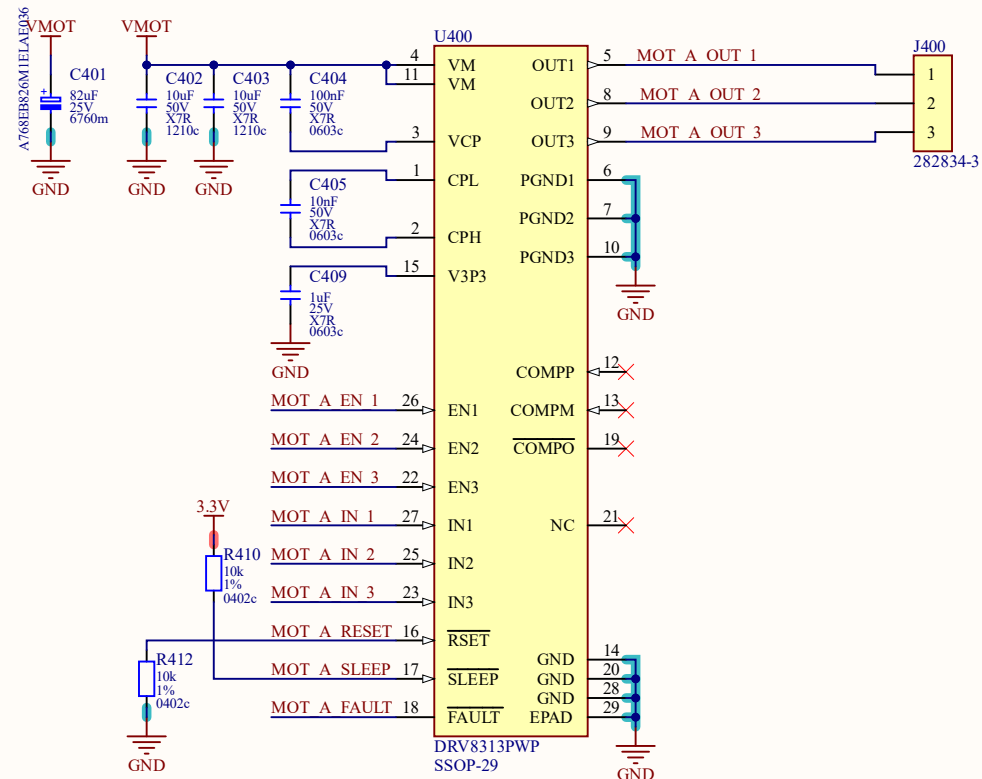 A768EB826M1ELAE036
VMOT
C401
82uF
25V
6760m
GND
VMOT
C402
10uF
50V
X7R
1210c
GND
C403
10uF
50V
X7R
1210c
GND
C404
100nF
50V
X7R
0603c
C405
10nF
50V
X7R
0603c
C409
1uF
25V
X7R
0603c
GND
3.3V
R410
10k
1%
0402c
R412
10k
1%
0402c
GND
U400
4 VM
11 VM
3 VCP
1 CPL
2 CPH
15 V3P3
MOT_A_EN_1 26 EN1
MOT_A_EN_2 24 EN2
MOT_A_EN_3 22 EN3
MOT_A_IN_1 27 IN1
MOT_A_IN_2 25 IN2
MOT_A_IN_3 23 IN3
MOT_A_RESET 16 RSET
MOT_A_SLEEP 17 SLEEP
MOT_A_FAULT 18 FAULT
OUT1 5 MOT_A_OUT_1
OUT2 8 MOT_A_OUT_2
OUT3 9 MOT_A_OUT_3
PGND1 6
PGND2 7
PGND3 10
GND
COMPP 12
COMPM 13
COMPO 19
NC 21
GND 14
GND 20
GND 28
EPAD 29
GND
DRV8313PWP
SSOP-29
J400
1
2
3
282834-3